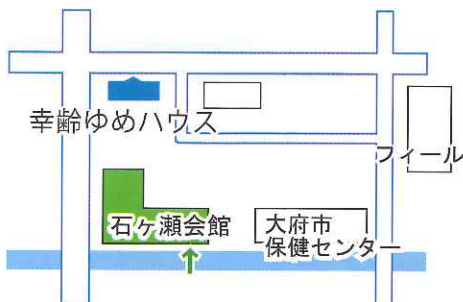 幸齢ゆめハウス
フィール
石ヶ瀬会館
大府市
保健センター